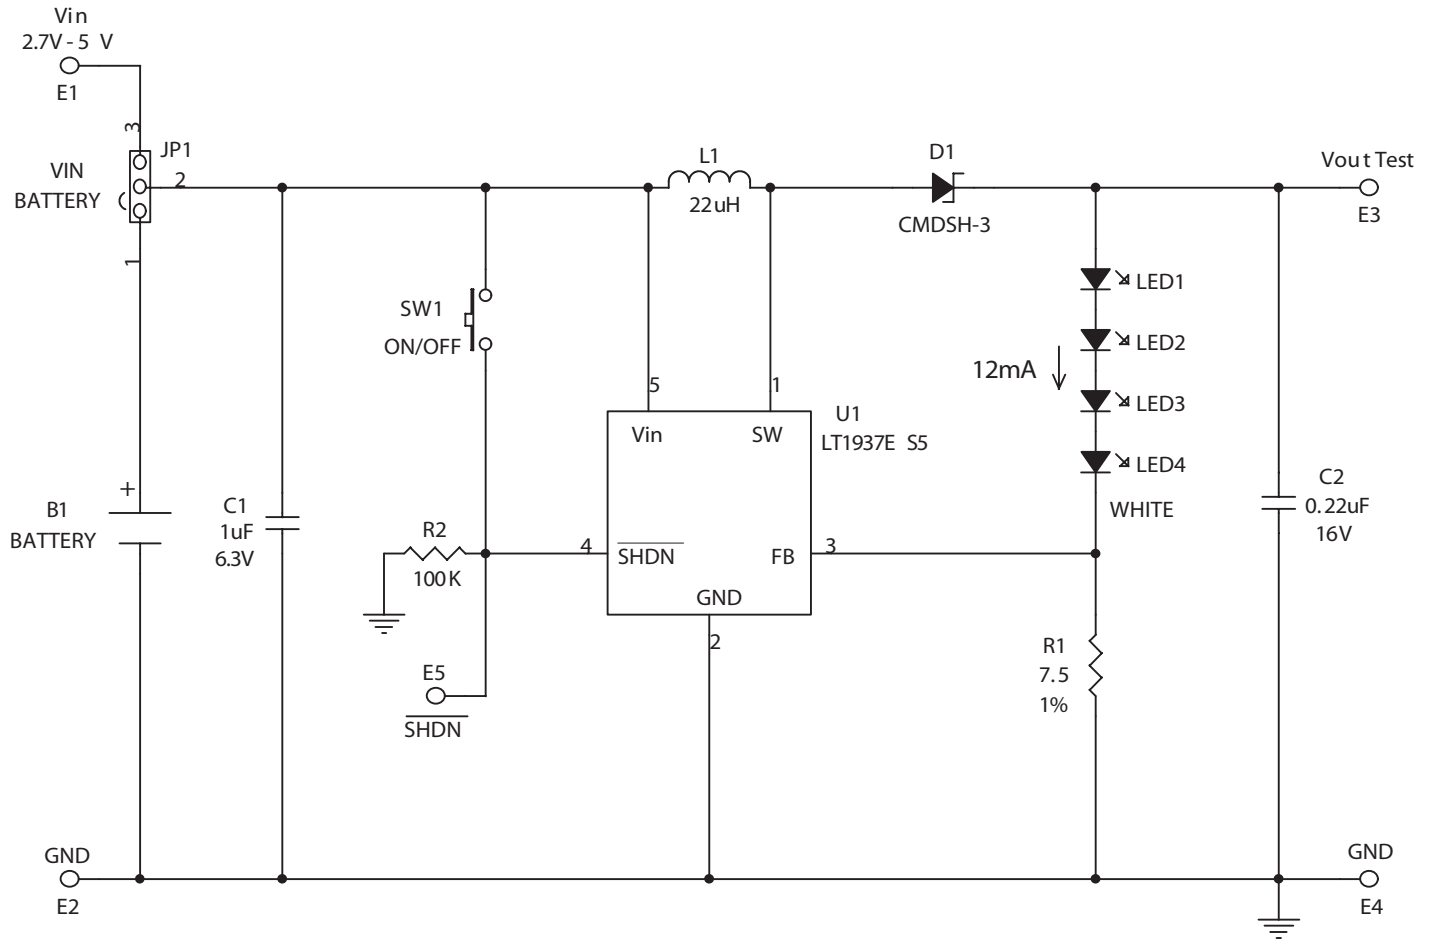 Vin
2.7V - 5 V
E1
3
JP1
VIN
2
BATTERY
1
L1
22uH
D1
CMDSH-3
Vout Test
E3
SW1
ON/OFF
LED1
LED2
12mA
LED3
LED4
WHITE
5
1
U1
LT1937E S5
Vin
SW
SHDN
FB
GND
4
3
2
+
B1
BATTERY
C1
1uF
6.3V
R2
100K
E5
SHDN
C2
0.22uF
16V
R1
7.5
1%
GND
E2
GND
E4